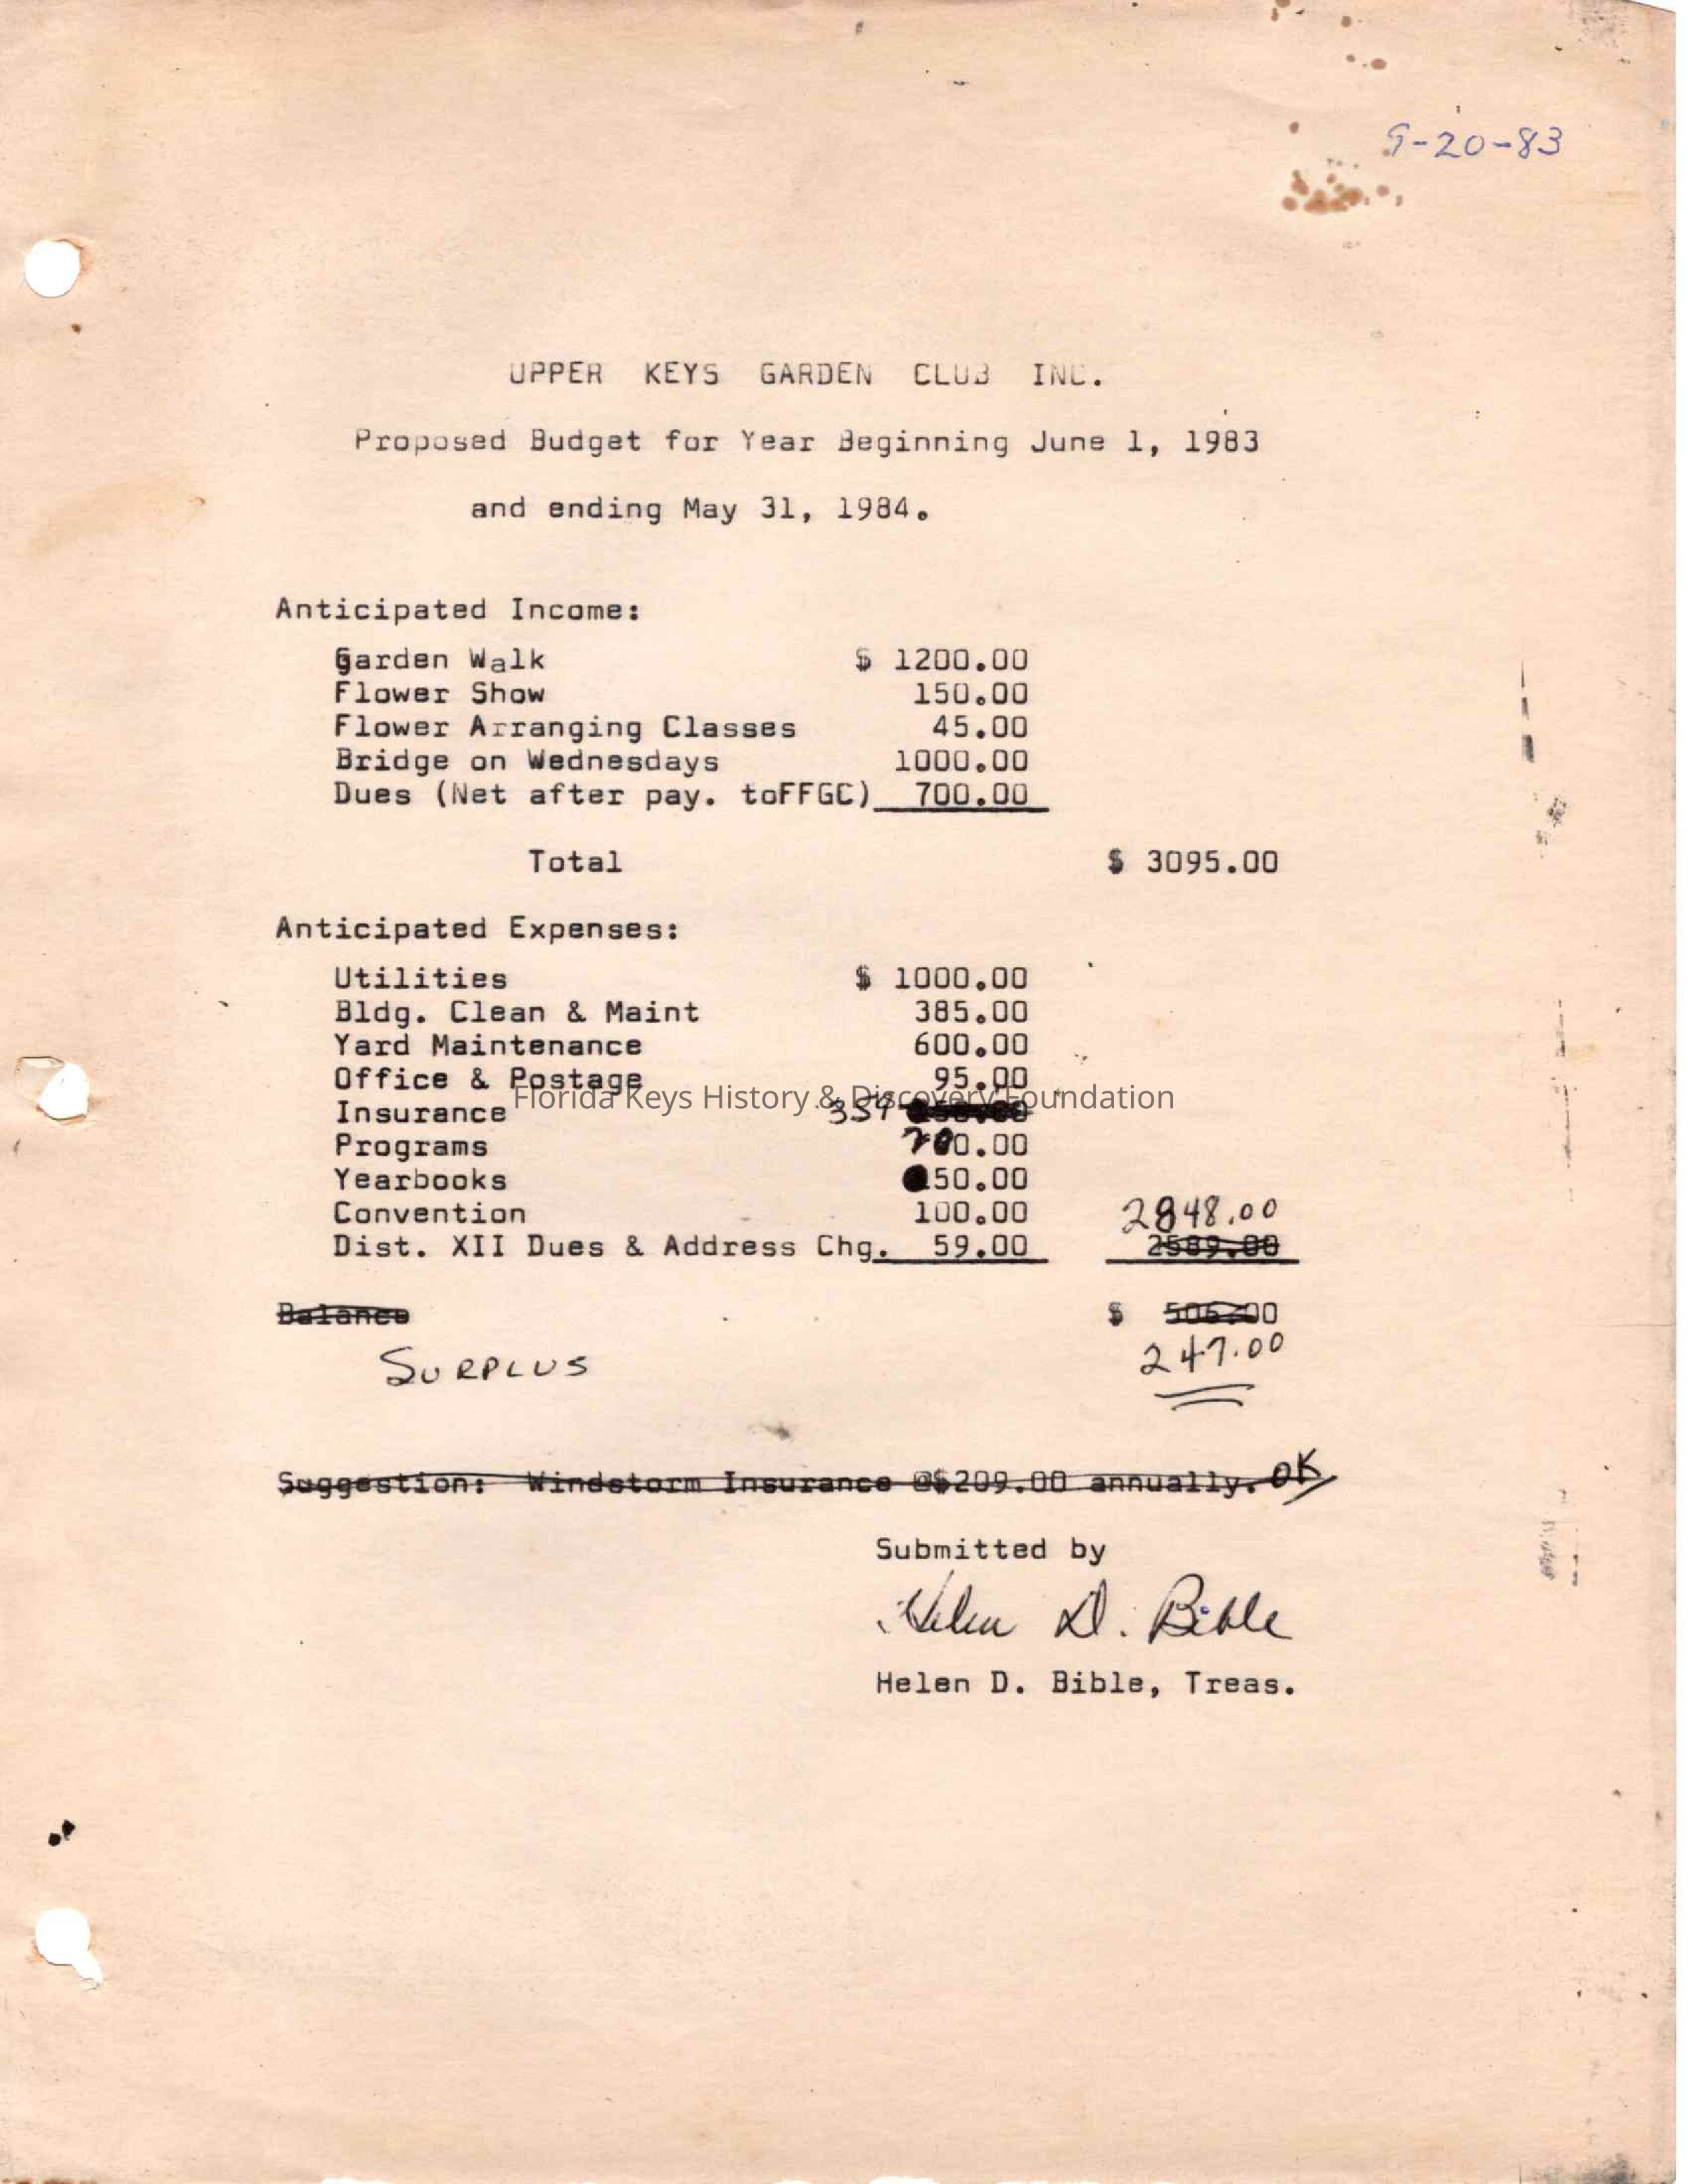 9-20-83
UPPER KEYS GARDEN CLUB INC.
Proposed Budget for Year Beginning June 1, 1983
and ending May 31, 1984.
Anticipated Income:
Garden Walk $ 1200.00
Flower Show 150.00
Flower Arranging Classes 45.00
Bridge on Wednesdays 1000.00
Dues (Net after pay. toFFGC) 700.00
Total $ 3095.00
Anticipated Expenses:
Utilities $ 1000.00
Bldg. Clean & Maint 385.00
Yard Maintenance 600.00
Office & Postage 95.00
Florida Keys History & Discovery Foundation
Insurance 359
Programs 200.00
Yearbooks 50.00
Convention 100.00 2848.00
Dist. XII Dues & Address Chg. 59.00 2589.00
Balance $ 506.00
SURPLUS 247.00
Suggestion: Windstorm Insurance @$209.00 annually. OK
Submitted by
Helen D. Bible
Helen D. Bible, Treas.